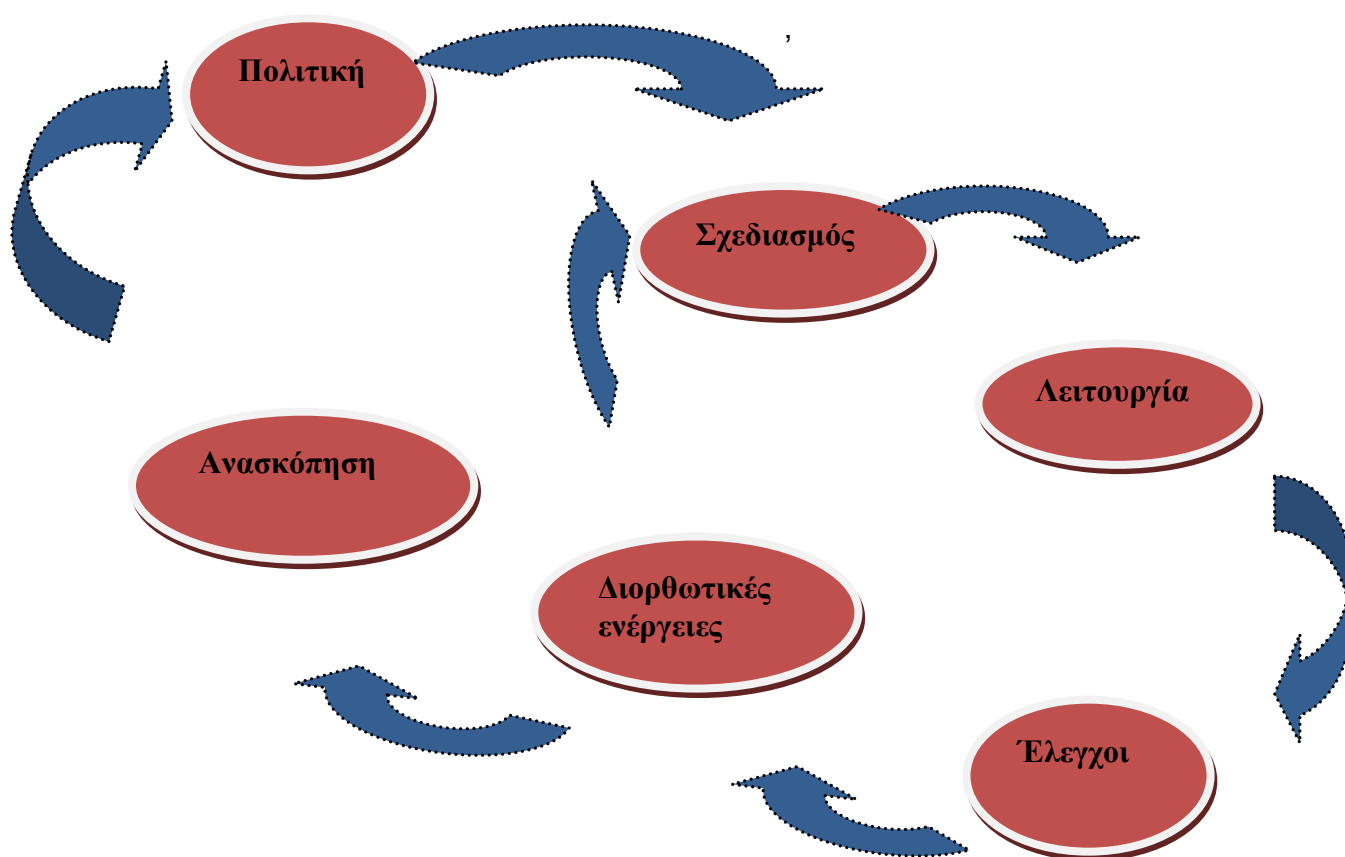 Πολιτική
,
Σχεδιασμός
Λειτουργία
Ανασκόπηση
Διορθωτικές
ενέργειες
Έλεγχοι